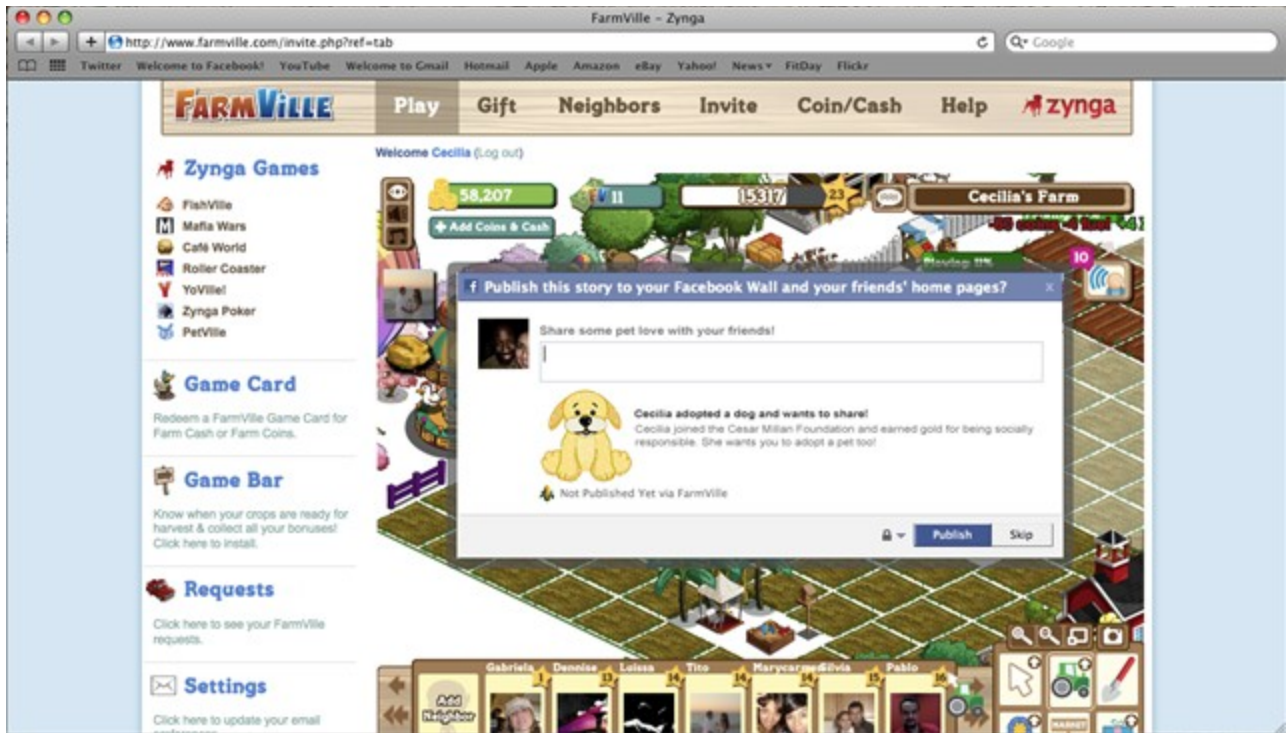 FarmVille – Zynga
http://www.farmville.com/invite.php?ref=tab
Google
Twitter Welcome to Facebook! YouTube Welcome to Gmail Hotmail Apple Amazon eBay Yahoo! News FitDay Flickr
FARMVILLE Play Gift Neighbors Invite Coin/Cash Help zynga
Welcome Cecilia (Log out)
Zynga Games
FishVille
Mafia Wars
Café World
Roller Coaster
YoVille!
Zynga Poker
PetVille
Game Card
Redeem a FarmVille Game Card for
Farm Cash or Farm Coins.
Game Bar
Know when your crops are ready for
harvest & collect all your bonuses!
Click here to install.
Requests
Click here to see your FarmVille
requests.
Settings
Click here to update your email
58,207 FV 11 15317 23 Cecilia's Farm
+ Add Coins & Cash
10
f Publish this story to your Facebook Wall and your friends' home pages? x
Share some pet love with your friends!
Cecilia adopted a dog and wants to share!
Cecilia joined the Cesar Millan Foundation and earned gold for being socially
responsible. She wants you to adopt a pet too!
Not Published Yet via FarmVille
Publish Skip
Gabriela Dennise Luissa Tito Marycarmen Silvia Pablo
1 13 14 14 14 15 16
Add
Neighbor
MARKET